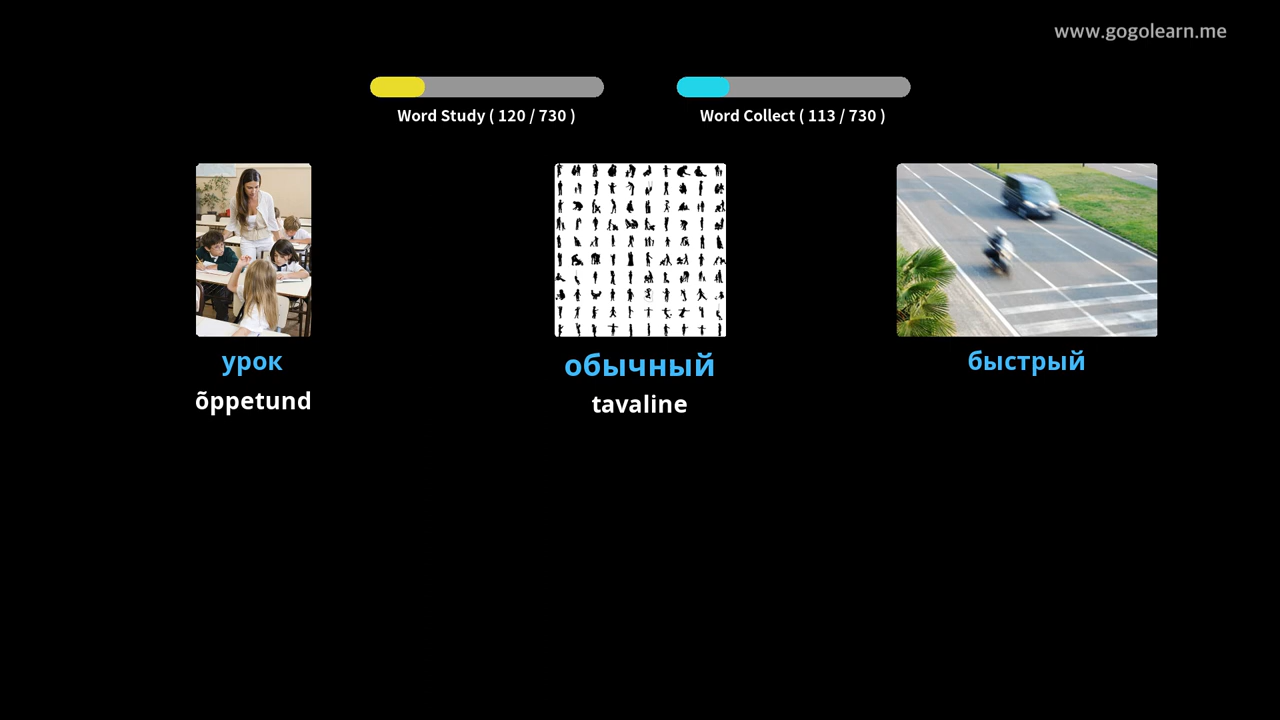 www.gogolearn.me
Word Study ( 120 / 730 )
Word Collect ( 113 / 730 )
урок
обычный
быстрый
õppetund
tavaline